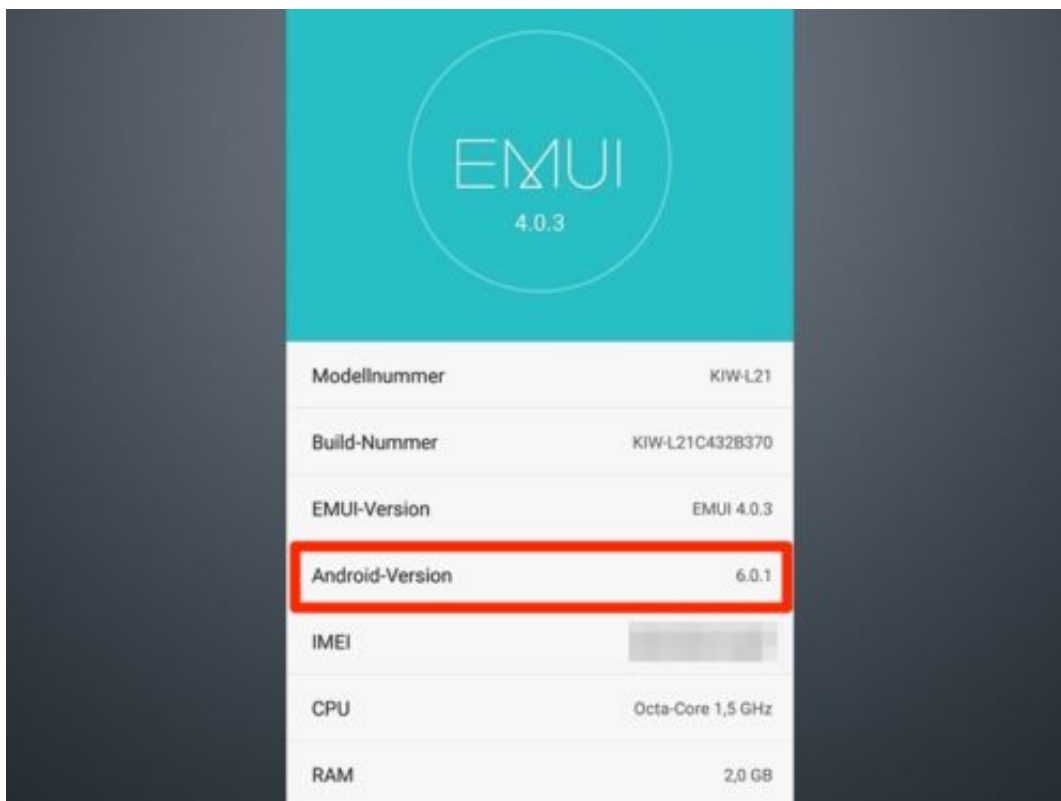 EMUI
4.0.3
Modellnummer KIW-L21
Build-Nummer KIW-L21C432B370
EMUI-Version EMUI 4.0.3
Android-Version 6.0.1
IMEI
CPU Octa-Core 1,5 GHz
RAM 2,0 GB